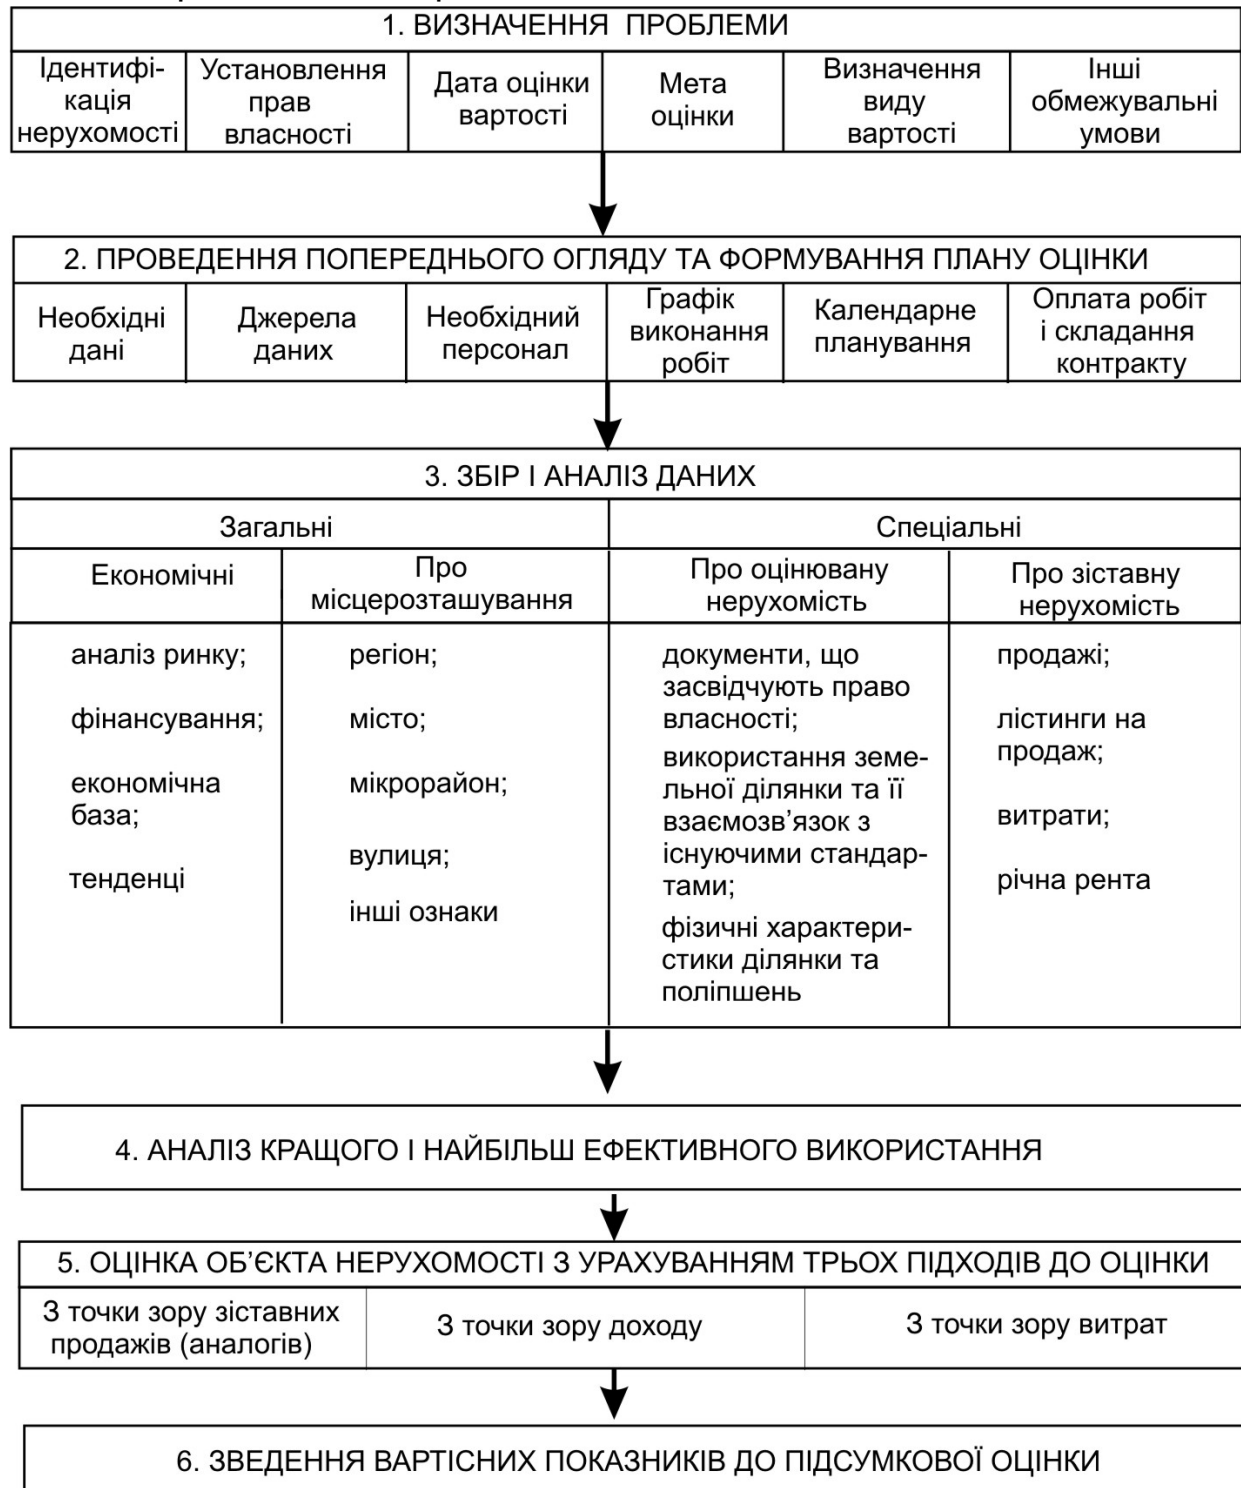 1. ВИЗНАЧЕННЯ ПРОБЛЕМИ
Ідентифі-
кація
нерухомості
Установлення
прав
власності
Дата оцінки
вартості
Мета
оцінки
Визначення
виду
вартості
Інші
обмежувальні
умови
2. ПРОВЕДЕННЯ ПОПЕРЕДНЬОГО ОГЛЯДУ ТА ФОРМУВАННЯ ПЛАНУ ОЦІНКИ
Необхідні
дані
Джерела
даних
Необхідний
персонал
Графік
виконання
робіт
Календарне
планування
Оплата робіт
і складання
контракту
3. ЗБІР І АНАЛІЗ ДАНИХ
Загальні
Спеціальні
Економічні
Про
місцерозташування
Про оцінювану
нерухомість
Про зіставну
нерухомість
аналіз ринку;
фінансування;
економічна
база;
тенденці
регіон;
місто;
мікрорайон;
вулиця;
інші ознаки
документи, що
засвідчують право
власності;
використання земе-
льної ділянки та її
взаємозв’язок з
існуючими стандар-
тами;
фізичні характери-
стики ділянки та
поліпшень
продажі;
лістинги на
продаж;
витрати;
річна рента
4. АНАЛІЗ КРАЩОГО І НАЙБІЛЬШ ЕФЕКТИВНОГО ВИКОРИСТАННЯ
5. ОЦІНКА ОБ’ЄКТА НЕРУХОМОСТІ З УРАХУВАННЯМ ТРЬОХ ПІДХОДІВ ДО ОЦІНКИ
З точки зору зіставних
продажів (аналогів)
З точки зору доходу
З точки зору витрат
6. ЗВЕДЕННЯ ВАРТІСНИХ ПОКАЗНИКІВ ДО ПІДСУМКОВОЇ ОЦІНКИ